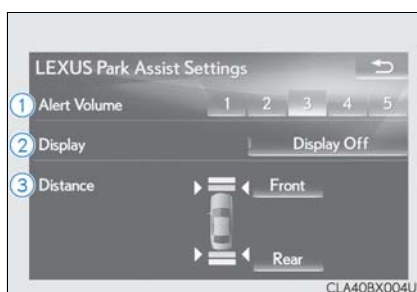 LEXUS Park Assist Settings
1 Alert Volume 1 2 3 4 5
2 Display Display Off
3 Distance Front
Rear
CLA40BX004U